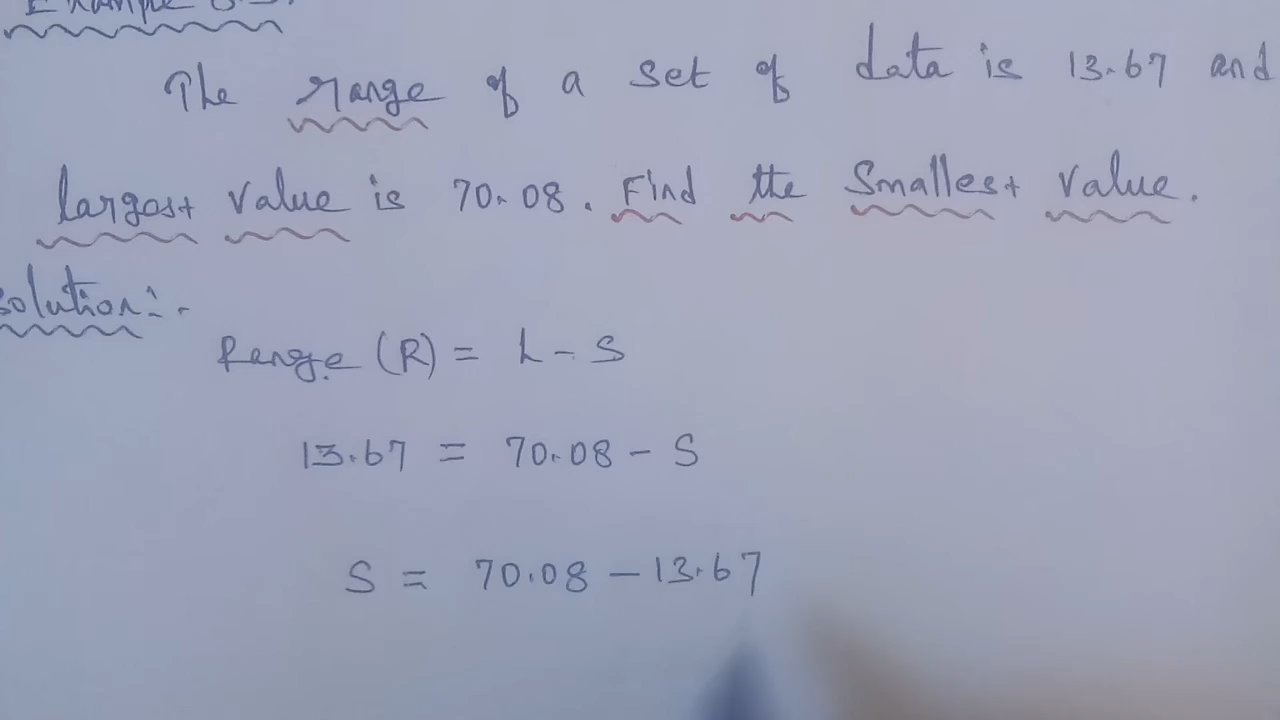 Example
The range of a set of data is 13.67 and
largest value is 70.08. Find the smallest value.
solution:-
Range (R) = L - S
13.67 = 70.08 - S
S = 70.08 - 13.67